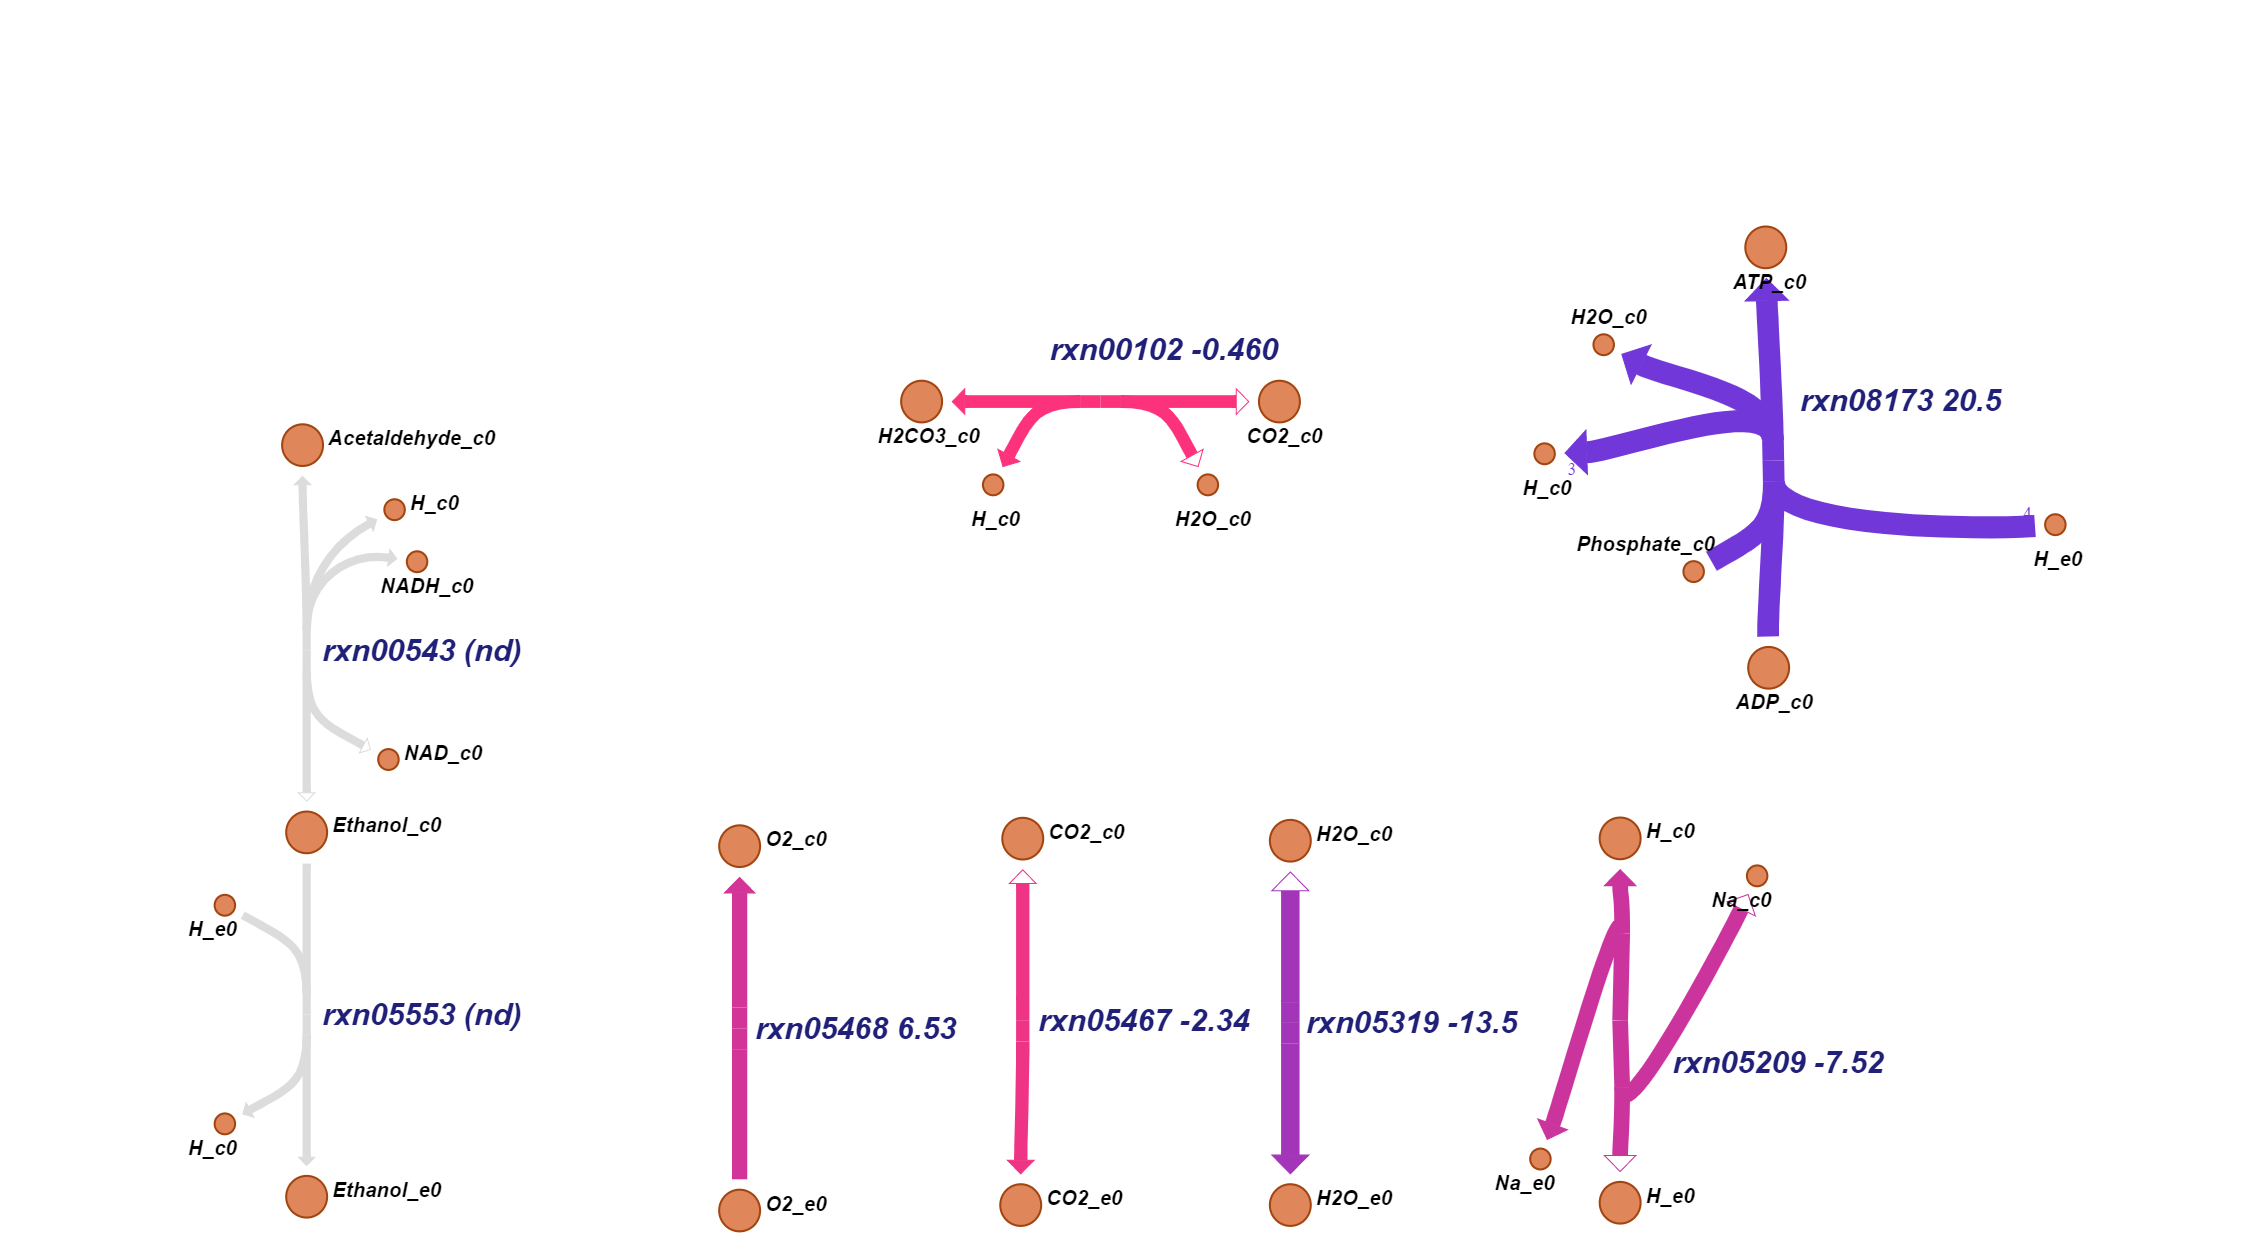 ATP_c0
H2O_c0
rxn00102 -0.460
rxn08173 20.5
H2CO3_c0
CO2_c0
Acetaldehyde_c0
3
H_c0
H_c0
H_c0
H2O_c0
4
Phosphate_c0
H_e0
NADH_c0
rxn00543 (nd)
ADP_c0
NAD_c0
Ethanol_c0
O2_c0
CO2_c0
H2O_c0
H_c0
Na_c0
H_e0
rxn05553 (nd)
rxn05468 6.53
rxn05467 -2.34
rxn05319 -13.5
rxn05209 -7.52
H_c0
Ethanol_e0
O2_e0
CO2_e0
H2O_e0
Na_e0
H_e0